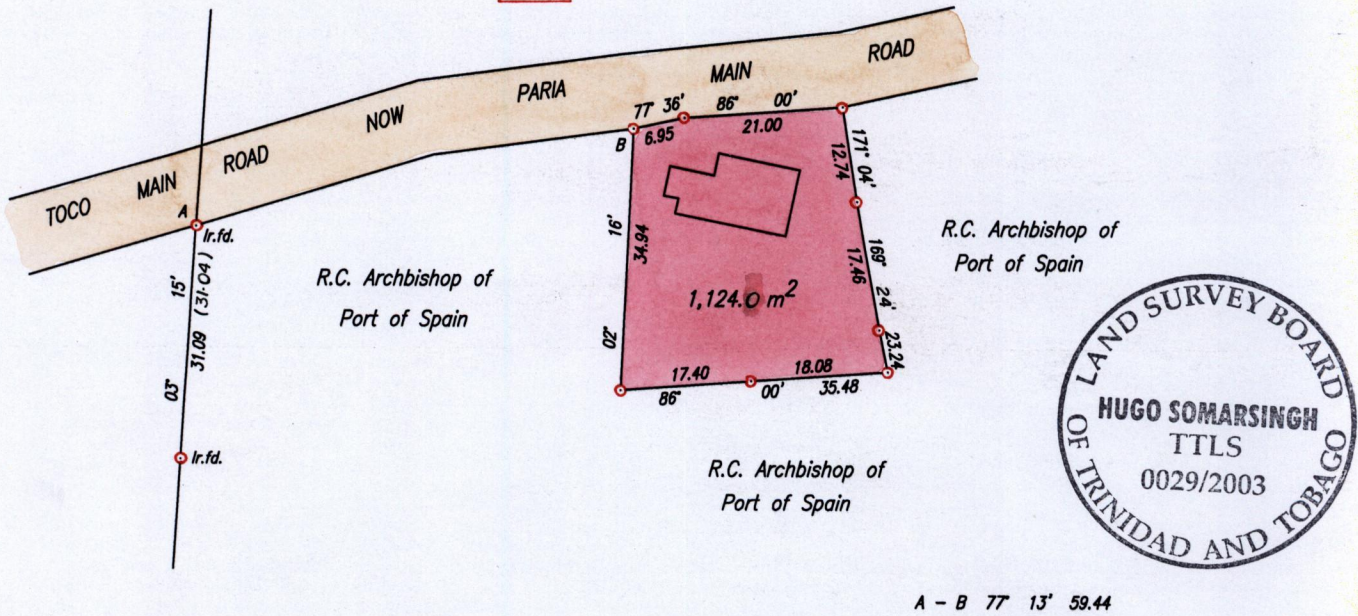 TOCO MAIN ROAD NOW PARIA MAIN ROAD
A
Ir.fd.
15'
31.09 (31.04)
03°
Ir.fd.
R.C. Archbishop of
Port of Spain
B
77° 36'
6.95
86° 00'
21.00
171° 04'
12.74
169° 24'
17.46
23.24
16'
34.94
02°
1,124.0 m²
17.40
18.08
86° 00'
35.48
R.C. Archbishop of
Port of Spain
R.C. Archbishop of
Port of Spain
LAND SURVEY BOARD
OF TRINIDAD AND TOBAGO
HUGO SOMARSINGH
TTLS
0029/2003
A - B 77° 13' 59.44